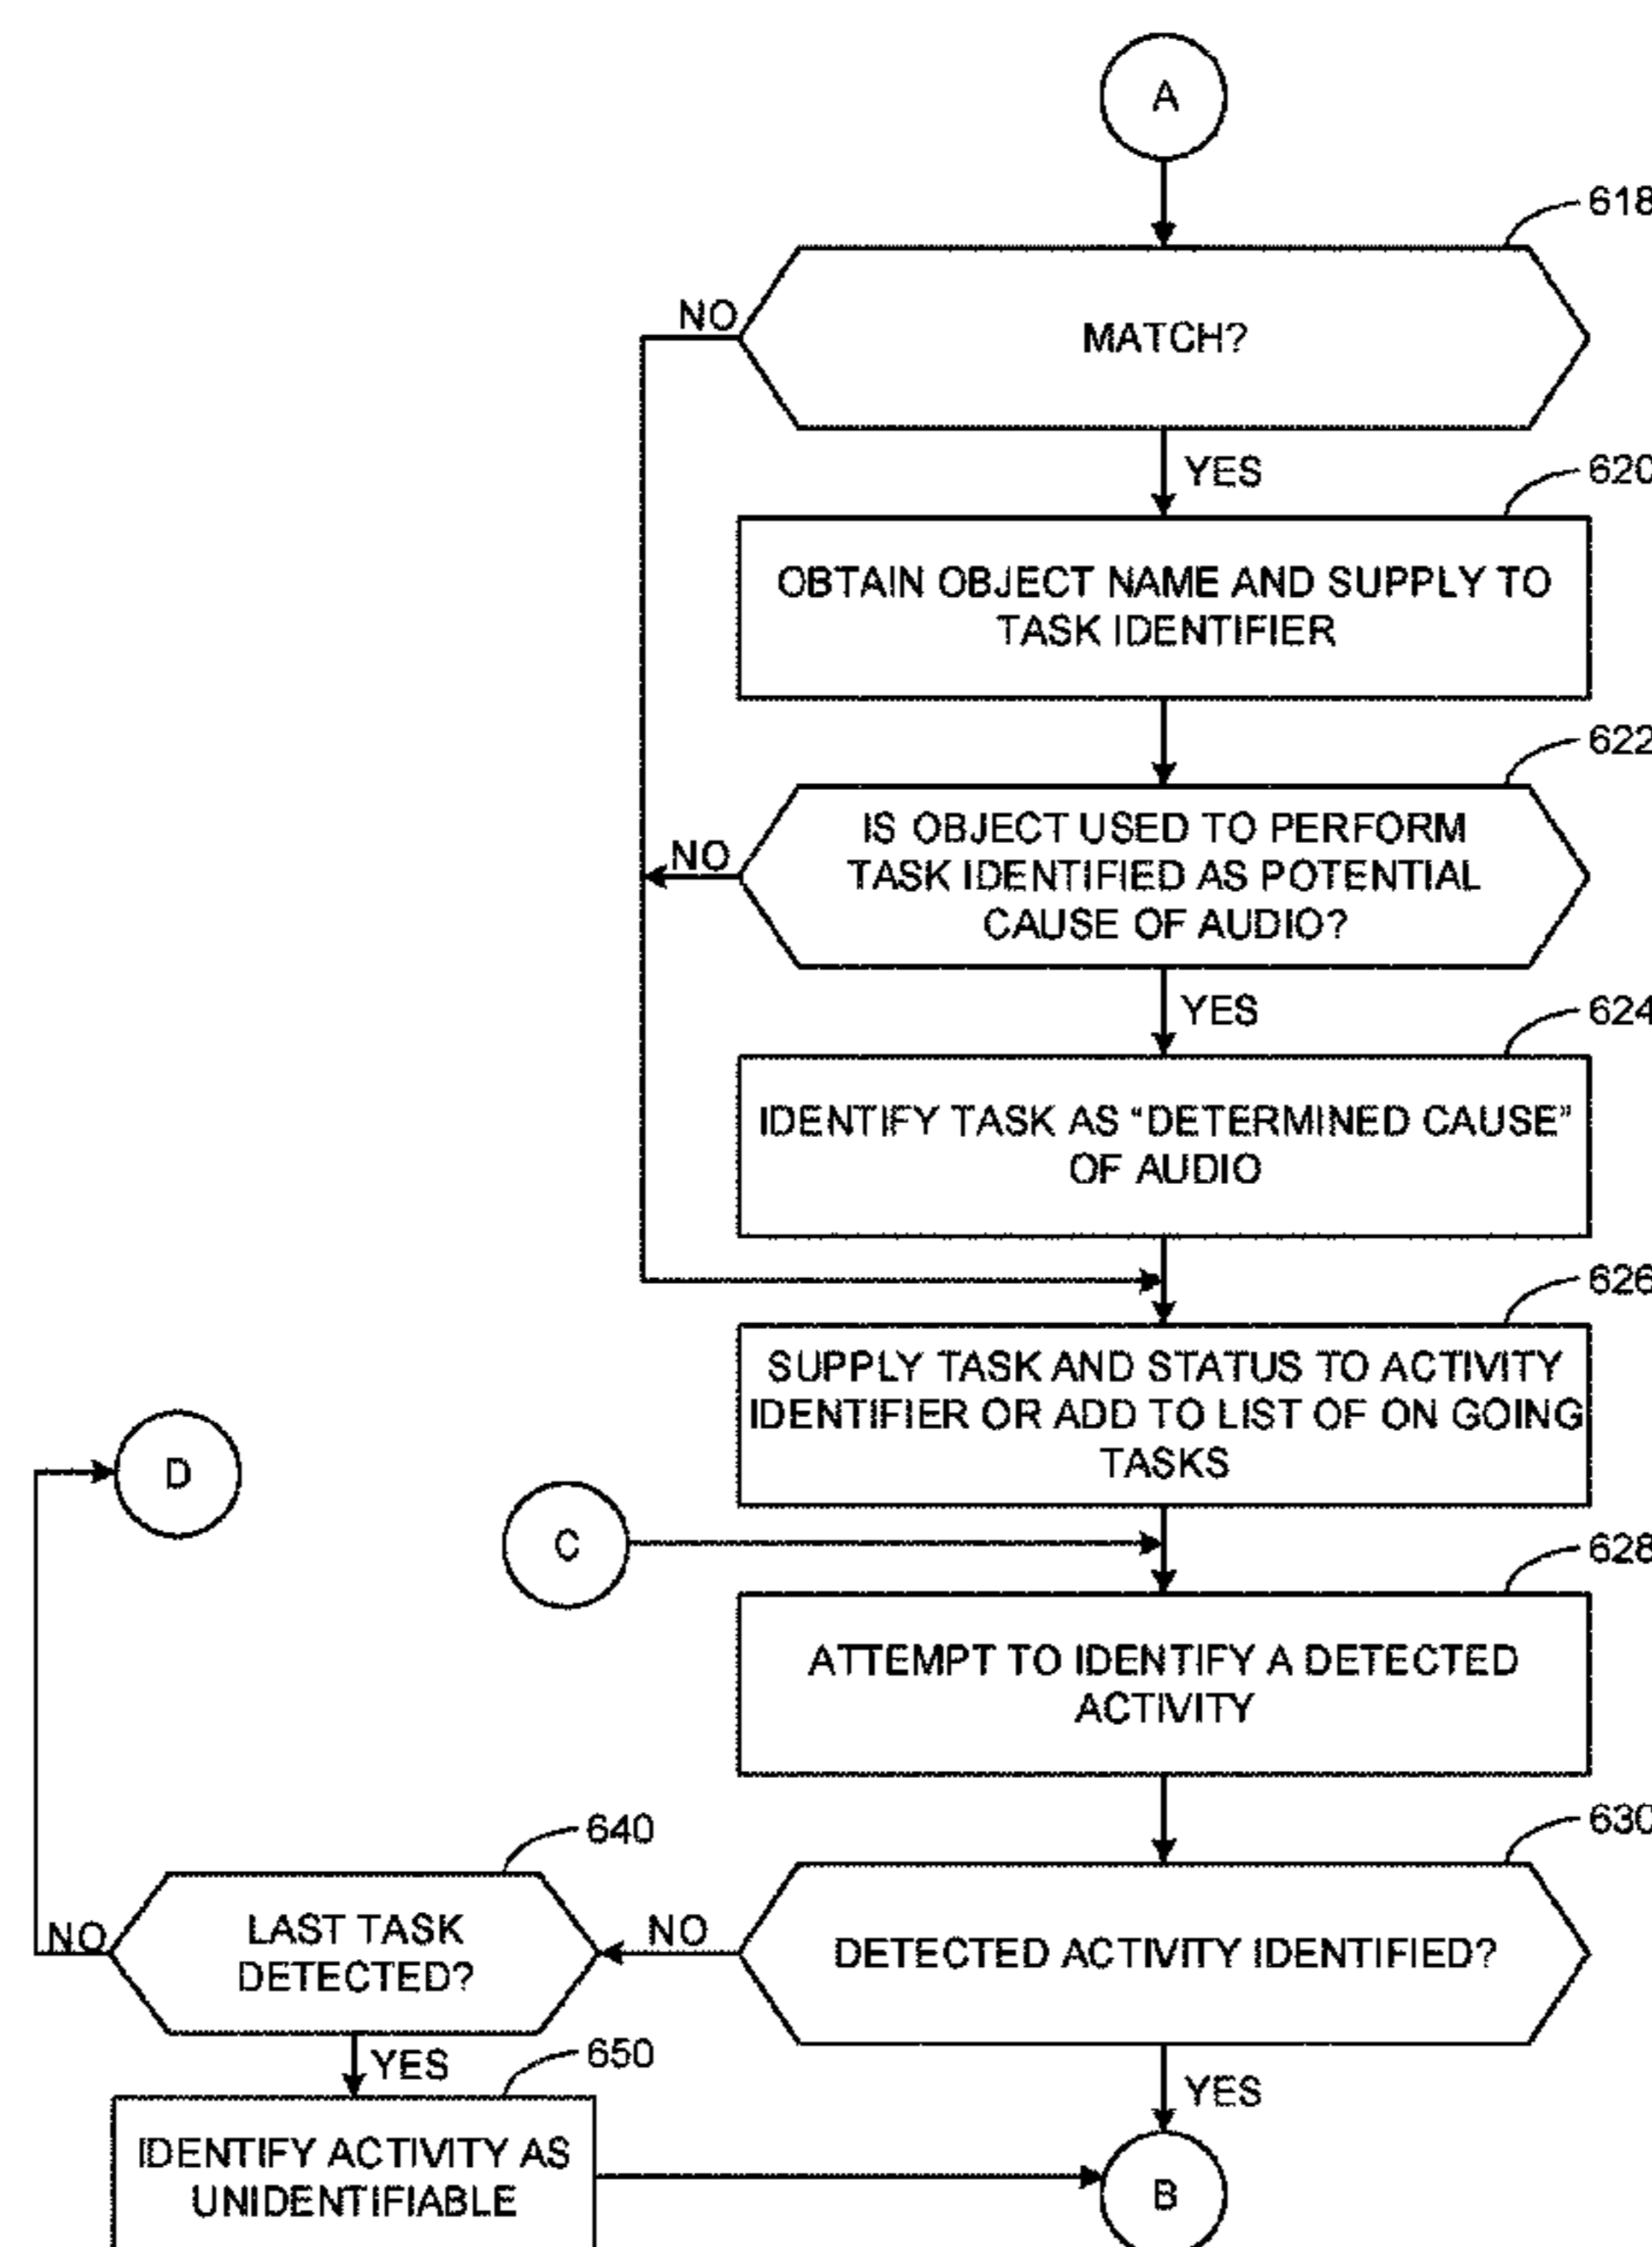 A
618
MATCH?
NO
YES
620
OBTAIN OBJECT NAME AND SUPPLY TO
TASK IDENTIFIER
622
IS OBJECT USED TO PERFORM
TASK IDENTIFIED AS POTENTIAL
CAUSE OF AUDIO?
NO
YES
624
IDENTIFY TASK AS “DETERMINED CAUSE”
OF AUDIO
626
SUPPLY TASK AND STATUS TO ACTIVITY
IDENTIFIER OR ADD TO LIST OF ON GOING
TASKS
D
C
628
ATTEMPT TO IDENTIFY A DETECTED
ACTIVITY
630
DETECTED ACTIVITY IDENTIFIED?
NO
YES
640
LAST TASK
DETECTED?
NO
YES
650
IDENTIFY ACTIVITY AS
UNIDENTIFIABLE
B